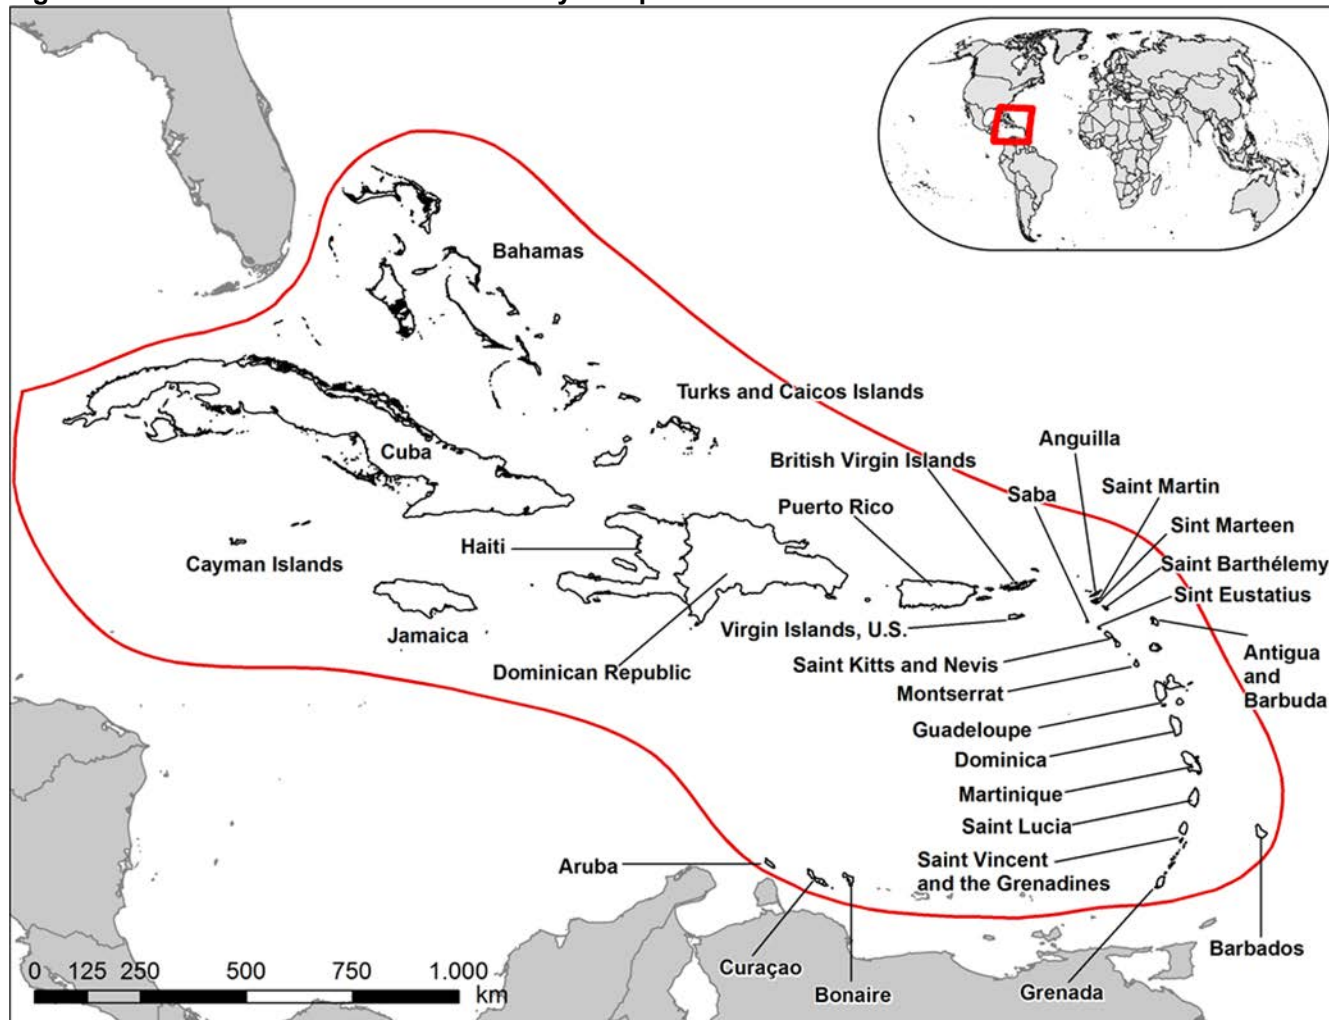 Bahamas
Turks and Caicos Islands
Anguilla
British Virgin Islands
Saint Martin
Saba
Puerto Rico
Sint Marteen
Cuba
Haiti
Saint Barthélemy
Cayman Islands
Sint Eustatius
Jamaica
Virgin Islands, U.S.
Antigua
and
Barbuda
Dominican Republic
Saint Kitts and Nevis
Montserrat
Guadeloupe
Dominica
Martinique
Saint Lucia
Aruba
Saint Vincent
and the Grenadines
Barbados
Curaçao
Bonaire
Grenada
0 125 250 500 750 1.000
km